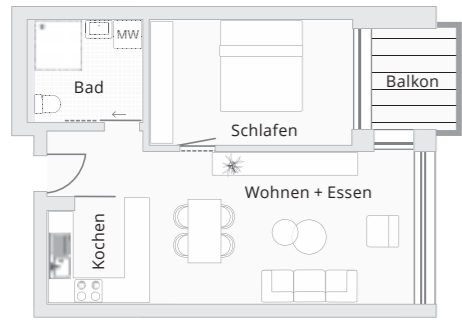 MW
Bad
Balkon
Schlafen
Wohnen + Essen
Kochen